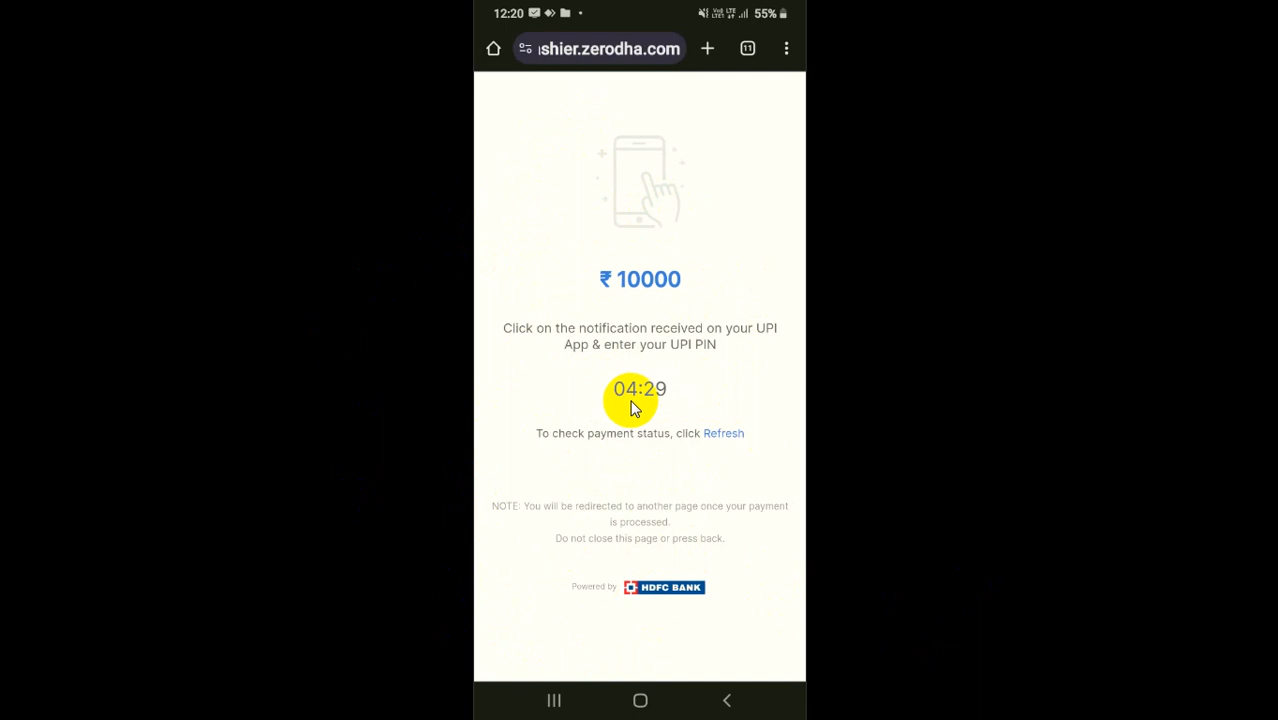 12:20 55%
shier.zerodha.com 11
₹ 10000
Click on the notification received on your UPI
App & enter your UPI PIN
04:29
To check payment status, click Refresh
NOTE: You will be redirected to another page once your payment
is processed.
Do not close this page or press back.
Powered by HDFC BANK